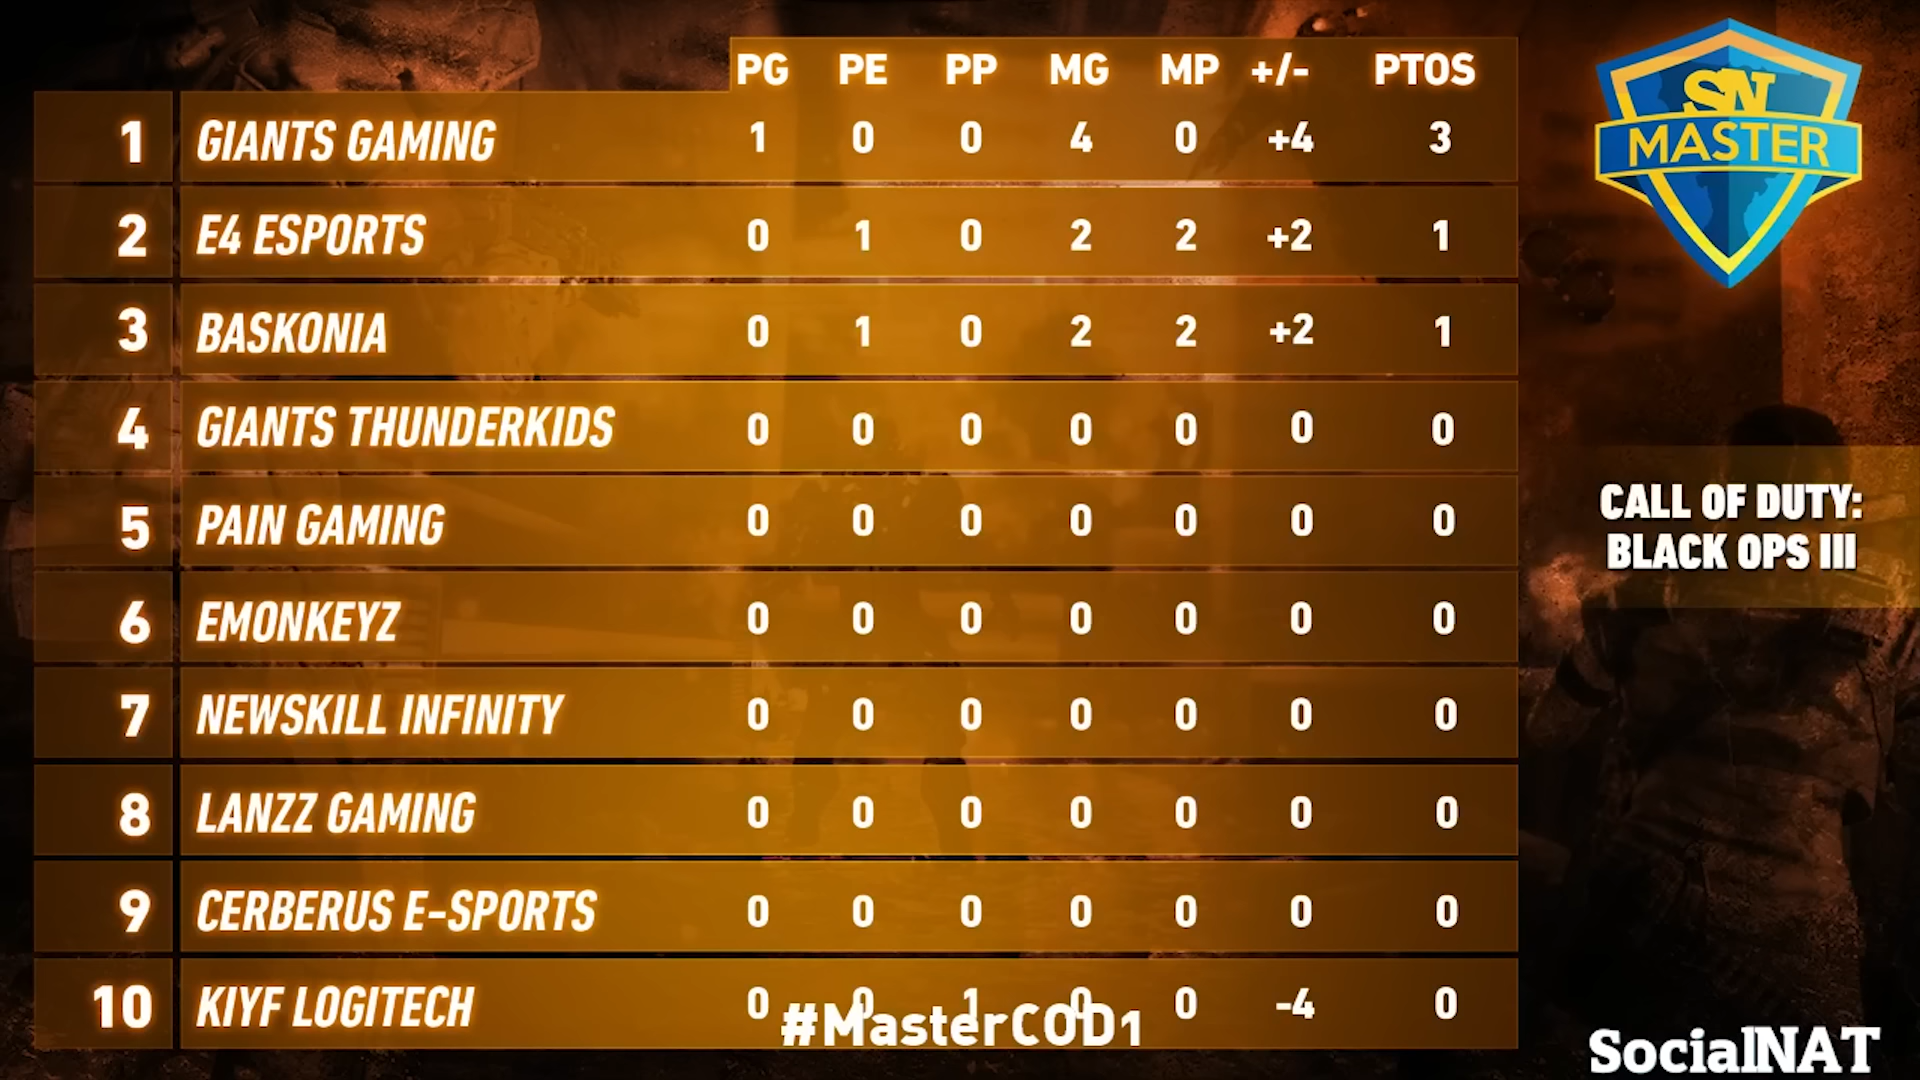 PG PE PP MG MP +/- PTOS
1 GIANTS GAMING 1 0 0 4 0 +4 3
2 E4 ESPORTS 0 1 0 2 2 +2 1
3 BASKONIA 0 1 0 2 2 +2 1
4 GIANTS THUNDERKIDS 0 0 0 0 0 0 0
5 PAIN GAMING 0 0 0 0 0 0 0
6 EMONKEYZ 0 0 0 0 0 0 0
7 NEWSKILL INFINITY 0 0 0 0 0 0 0
8 LANZZ GAMING 0 0 0 0 0 0 0
9 CERBERUS E-SPORTS 0 0 0 0 0 0 0
10 KIYF LOGITECH 0 0 1 0 0 -4 0
#MasterCOD1
SN
MASTER
CALL OF DUTY:
BLACK OPS III
SocialNAT